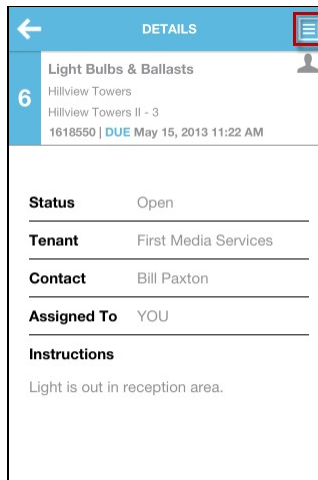 DETAILS
6
Light Bulbs & Ballasts
Hillview Towers
Hillview Towers II - 3
1618550 | DUE May 15, 2013 11:22 AM
Status Open
Tenant First Media Services
Contact Bill Paxton
Assigned To YOU
Instructions
Light is out in reception area.